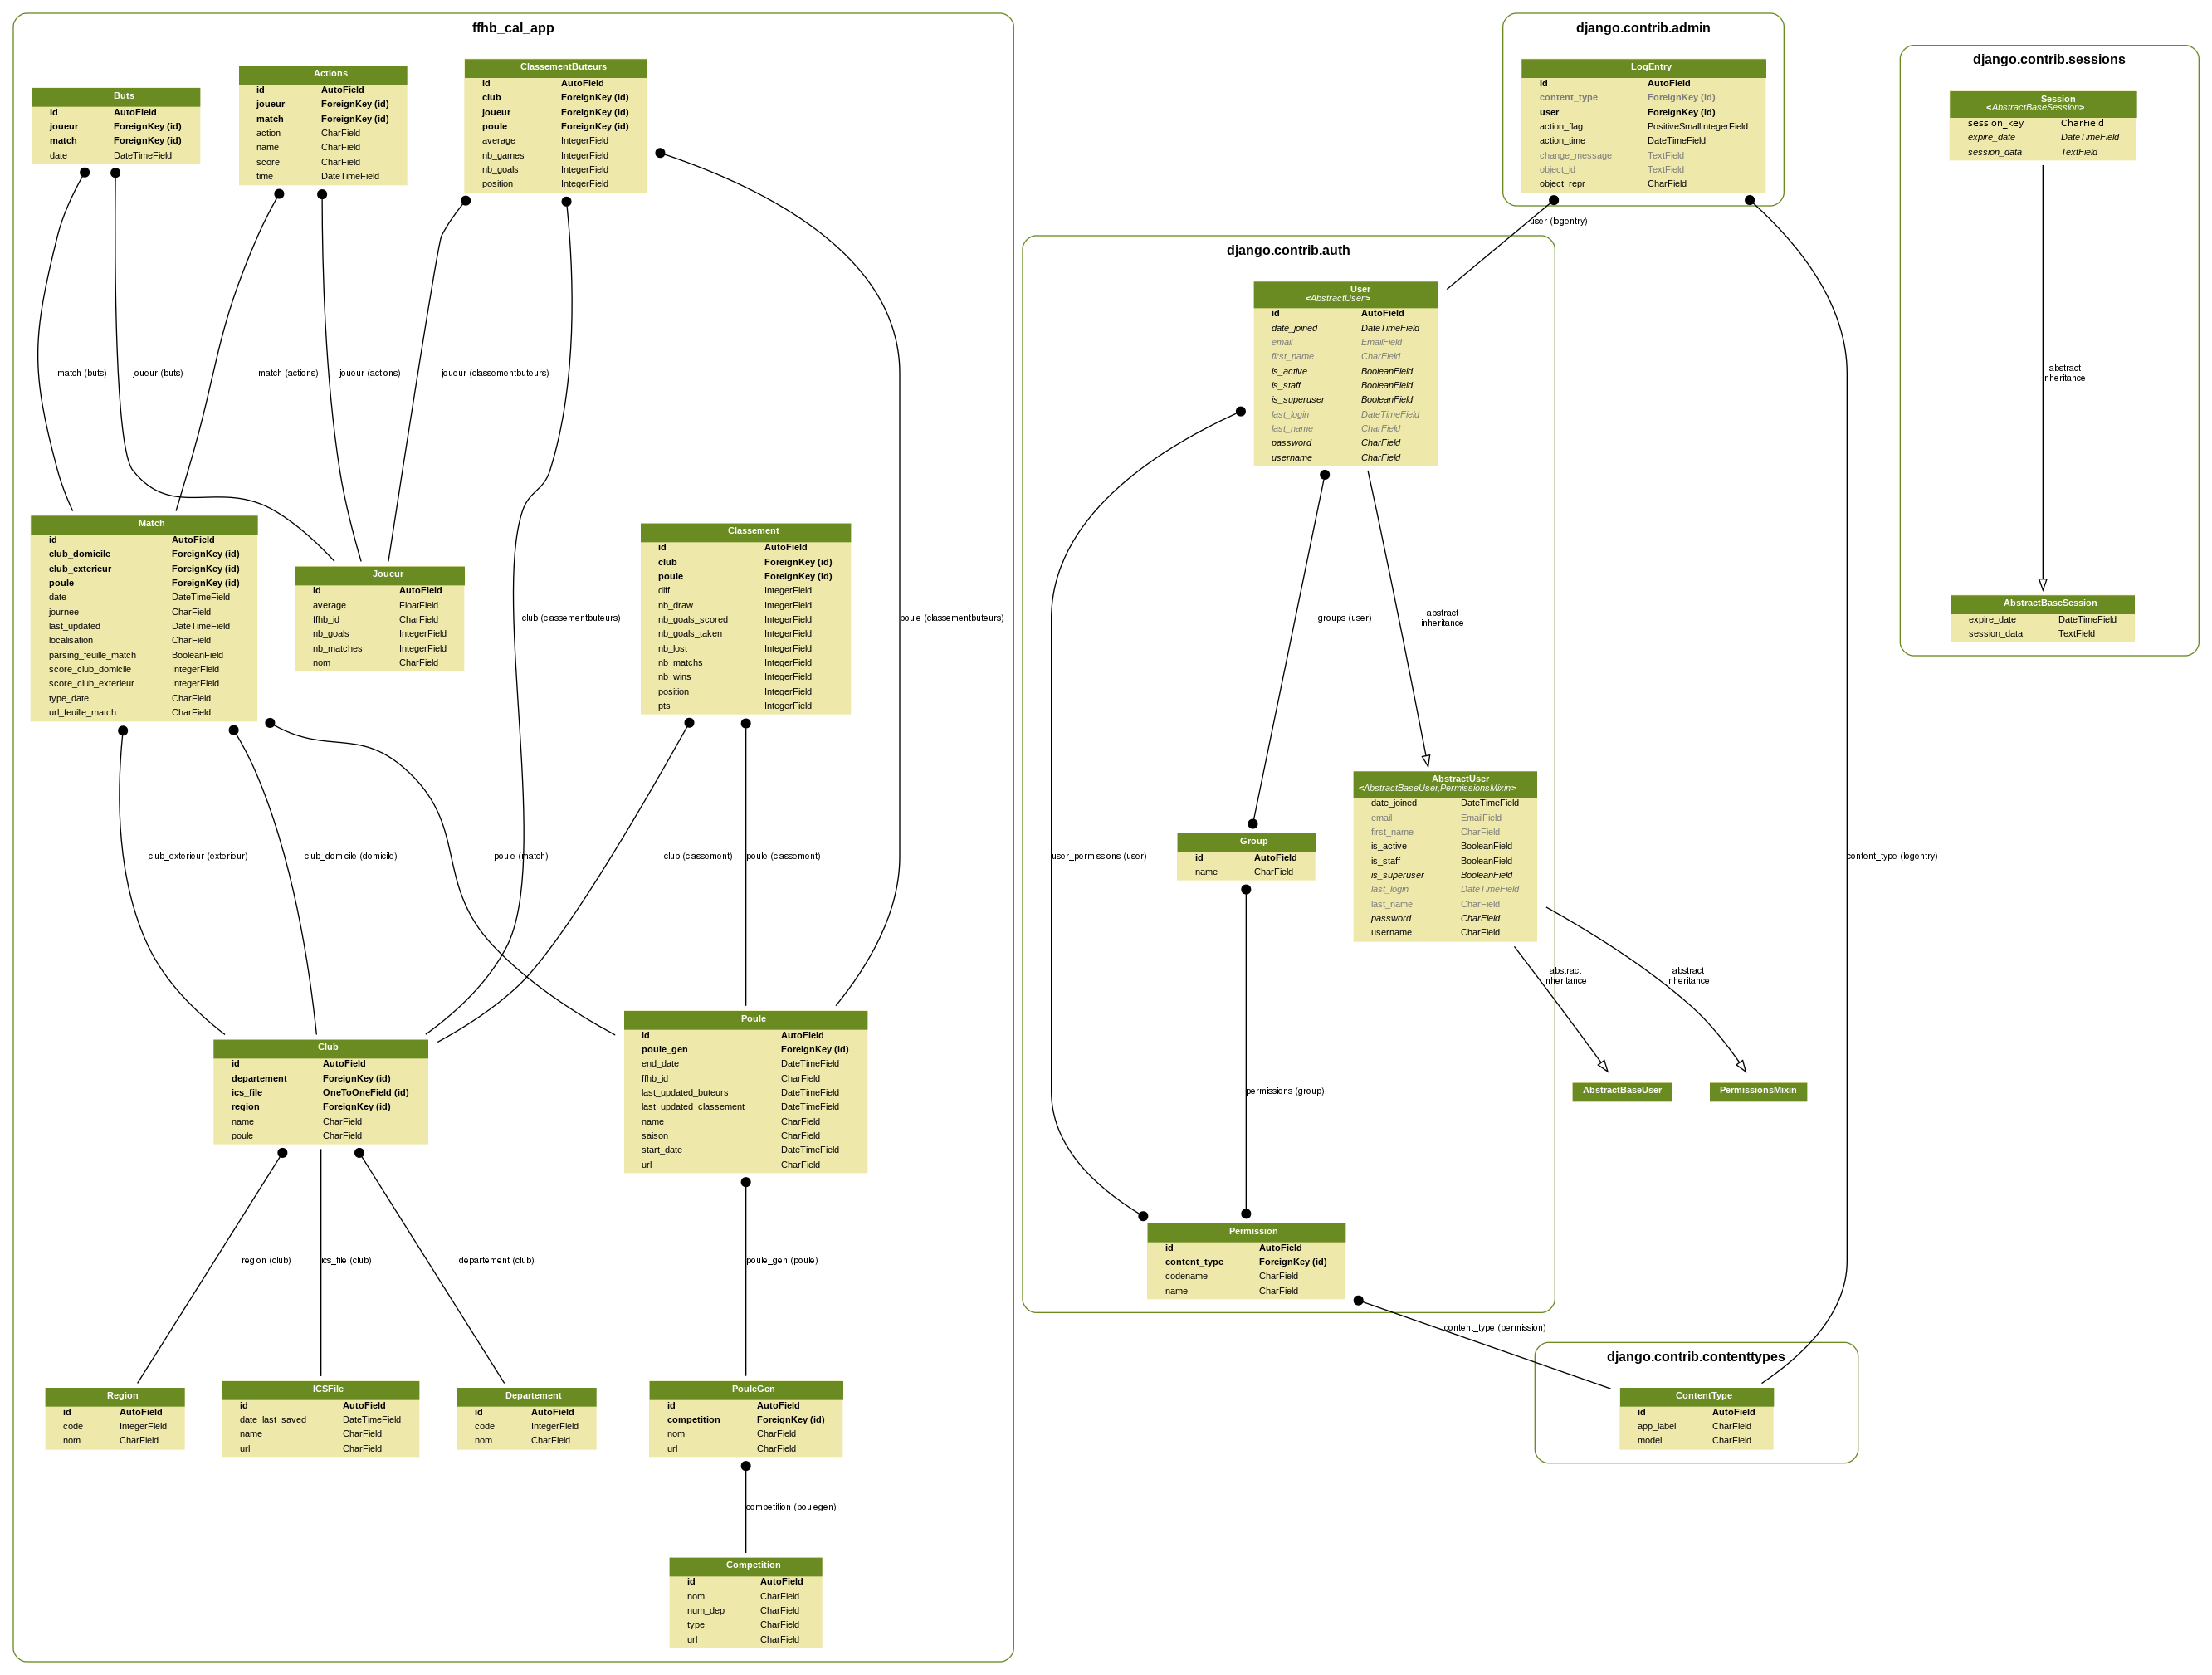 ffhb_cal_app
Buts
id AutoField
joueur ForeignKey (id)
match ForeignKey (id)
date DateTimeField
Actions
id AutoField
joueur ForeignKey (id)
match ForeignKey (id)
action CharField
name CharField
score CharField
time DateTimeField
ClassementButeurs
id AutoField
club ForeignKey (id)
joueur ForeignKey (id)
poule ForeignKey (id)
average IntegerField
nb_games IntegerField
nb_goals IntegerField
position IntegerField
match (buts)
joueur (buts)
match (actions)
joueur (actions)
joueur (classementbuteurs)
Match
id AutoField
club_domicile ForeignKey (id)
club_exterieur ForeignKey (id)
poule ForeignKey (id)
date DateTimeField
journee CharField
last_updated DateTimeField
localisation CharField
parsing_feuille_match BooleanField
score_club_domicile IntegerField
score_club_exterieur IntegerField
type_date CharField
url_feuille_match CharField
Joueur
id AutoField
average FloatField
ffhb_id CharField
nb_goals IntegerField
nb_matches IntegerField
nom CharField
club (classementbuteurs)
Classement
id AutoField
club ForeignKey (id)
poule ForeignKey (id)
diff IntegerField
nb_draw IntegerField
nb_goals_scored IntegerField
nb_goals_taken IntegerField
nb_lost IntegerField
nb_matchs IntegerField
nb_wins IntegerField
position IntegerField
pts IntegerField
poule (classementbuteurs)
club_exterieur (exterieur)
club_domicile (domicile)
poule (match)
club (classement)
poule (classement)
Club
id AutoField
departement ForeignKey (id)
ics_file OneToOneField (id)
region ForeignKey (id)
name CharField
poule CharField
Poule
id AutoField
poule_gen ForeignKey (id)
end_date DateTimeField
ffhb_id CharField
last_updated_buteurs DateTimeField
last_updated_classement DateTimeField
name CharField
saison CharField
start_date DateTimeField
url CharField
region (club)
ics_file (club)
departement (club)
poule_gen (poule)
Region
id AutoField
code IntegerField
nom CharField
ICSFile
id AutoField
date_last_saved DateTimeField
name CharField
url CharField
Departement
id AutoField
code IntegerField
nom CharField
PouleGen
id AutoField
competition ForeignKey (id)
nom CharField
url CharField
competition (poulegen)
Competition
id AutoField
nom CharField
num_dep CharField
type CharField
url CharField
django.contrib.admin
LogEntry
id AutoField
content_type ForeignKey (id)
user ForeignKey (id)
action_flag PositiveSmallIntegerField
action_time DateTimeField
change_message TextField
object_id TextField
object_repr CharField
user (logentry)
django.contrib.auth
User
<AbstractUser>
id AutoField
date_joined DateTimeField
email EmailField
first_name CharField
is_active BooleanField
is_staff BooleanField
is_superuser BooleanField
last_login DateTimeField
last_name CharField
password CharField
username CharField
groups (user)
abstract
inheritance
AbstractUser
<AbstractBaseUser,PermissionsMixin>
date_joined DateTimeField
email EmailField
first_name CharField
is_active BooleanField
is_staff BooleanField
is_superuser BooleanField
last_login DateTimeField
last_name CharField
password CharField
username CharField
Group
id AutoField
name CharField
user_permissions (user)
content_type (logentry)
abstract
inheritance
abstract
inheritance
AbstractBaseUser
PermissionsMixin
permissions (group)
Permission
id AutoField
content_type ForeignKey (id)
codename CharField
name CharField
content_type (permission)
django.contrib.contenttypes
ContentType
id AutoField
app_label CharField
model CharField
django.contrib.sessions
Session
<AbstractBaseSession>
session_key CharField
expire_date DateTimeField
session_data TextField
abstract
inheritance
AbstractBaseSession
expire_date DateTimeField
session_data TextField